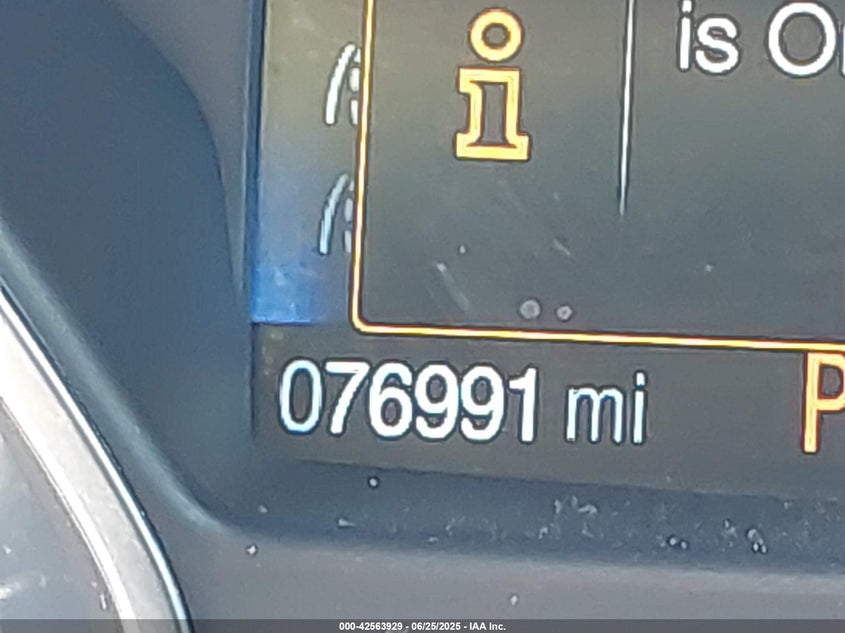 is O
076991 mi
P
000-42563929 - 06/25/2025 - IAA Inc.